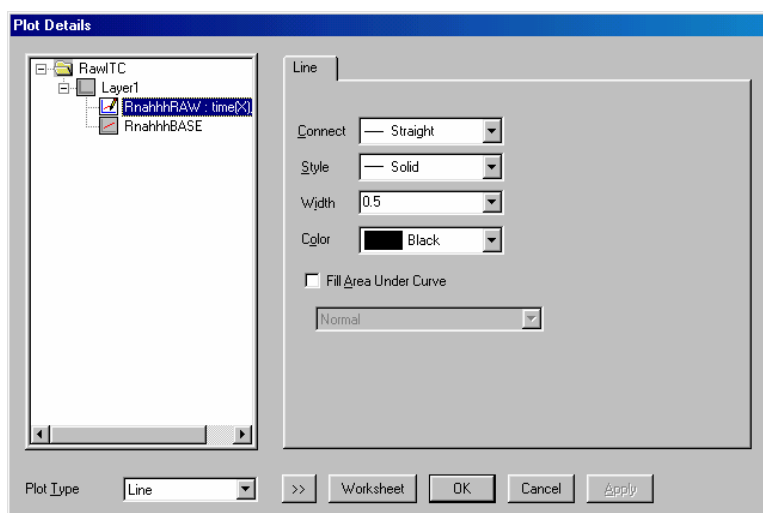 Plot Details
RawITC
Layer1
RnahhhRAW : time(X),
RnahhhBASE
Line
Connect
Straight
Style
Solid
Width
0.5
Color
Black
Fill Area Under Curve
Normal
Plot Type
Line
>>
Worksheet
OK
Cancel
Apply